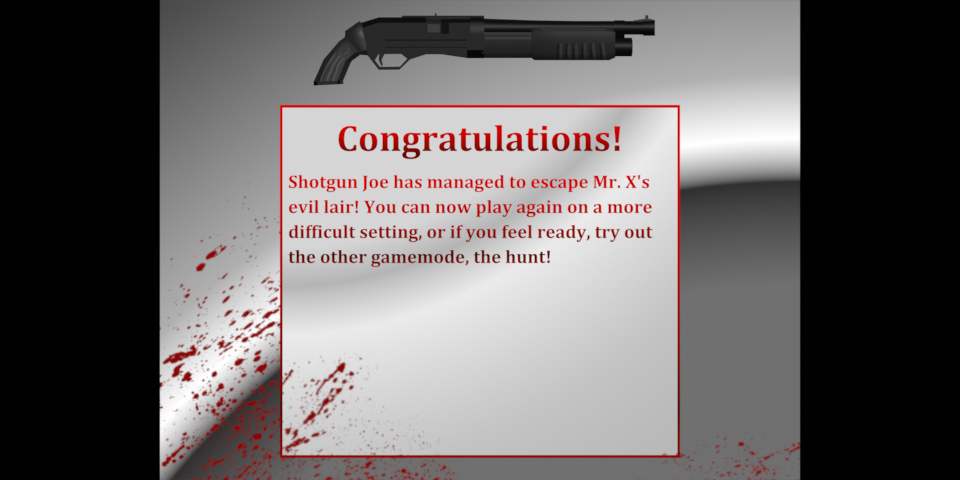 Congratulations!
Shotgun Joe has managed to escape Mr. X's
evil lair! You can now play again on a more
difficult setting, or if you feel ready, try out
the other gamemode, the hunt!